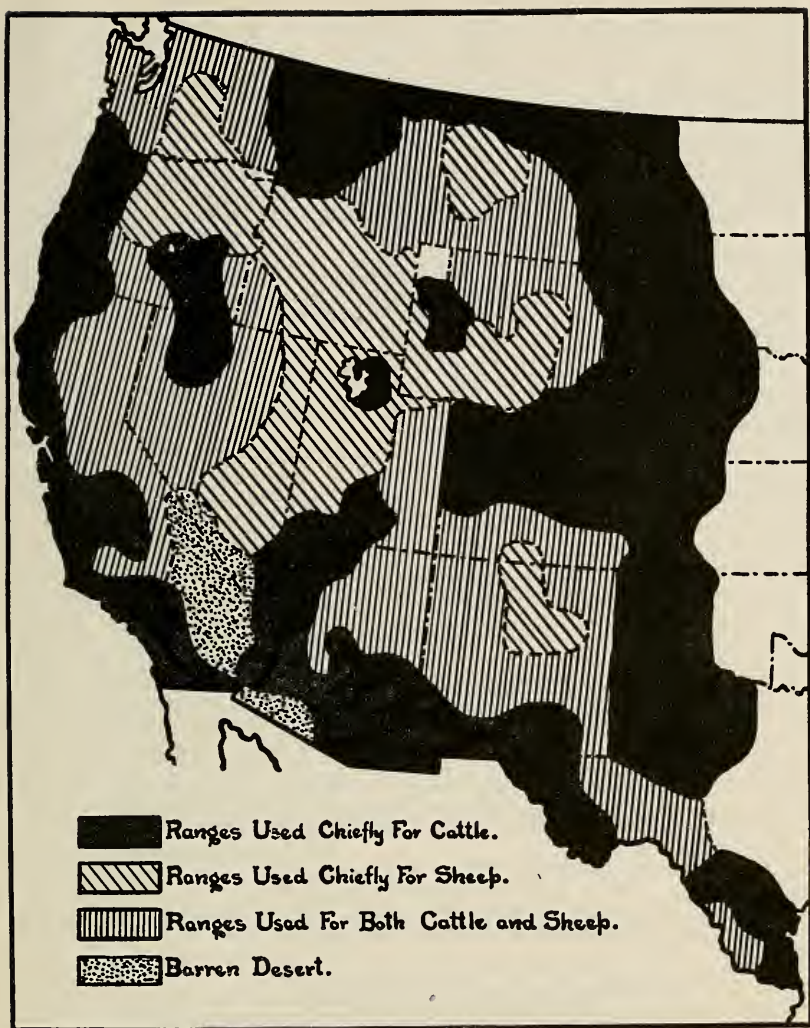 Ranges Used Chiefly For Cattle.
Ranges Used Chiefly For Sheep.
Ranges Used For Both Cattle and Sheep.
Barren Desert.